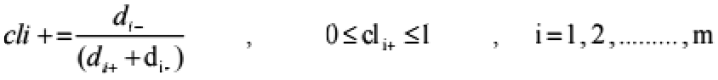 cli+ = d_{i-} / (d_{i+} + d_{i-}) , 0 ≤ cl_{i+} ≤ 1 , i = 1, 2, ........., m